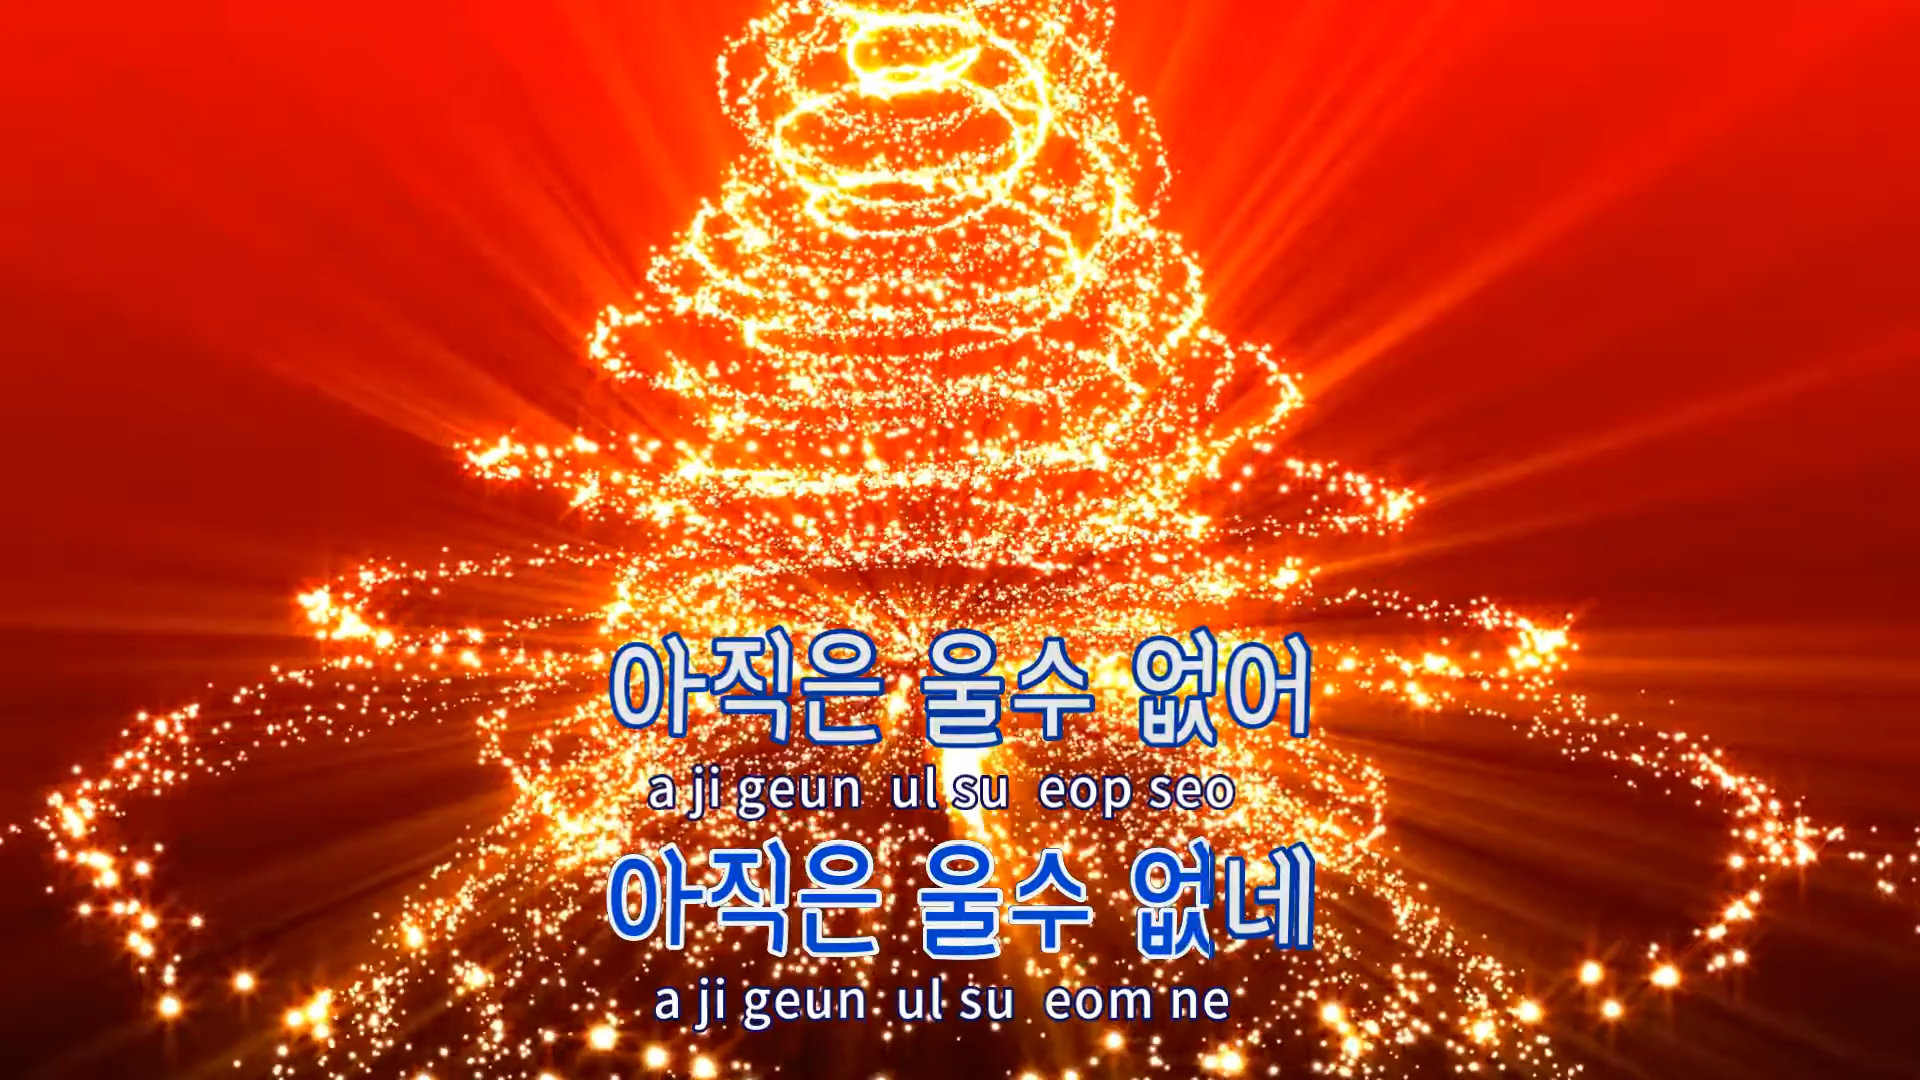 아직은 울수 없어
a ji geun ul su eop seo
아직은 울수 없네
a ji geun ul su eom ne